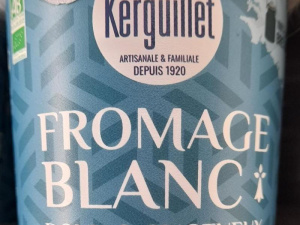 Kerguillet
ARTISANALE & FAMILIALE
DEPUIS 1920
FROMAGE
BLANC